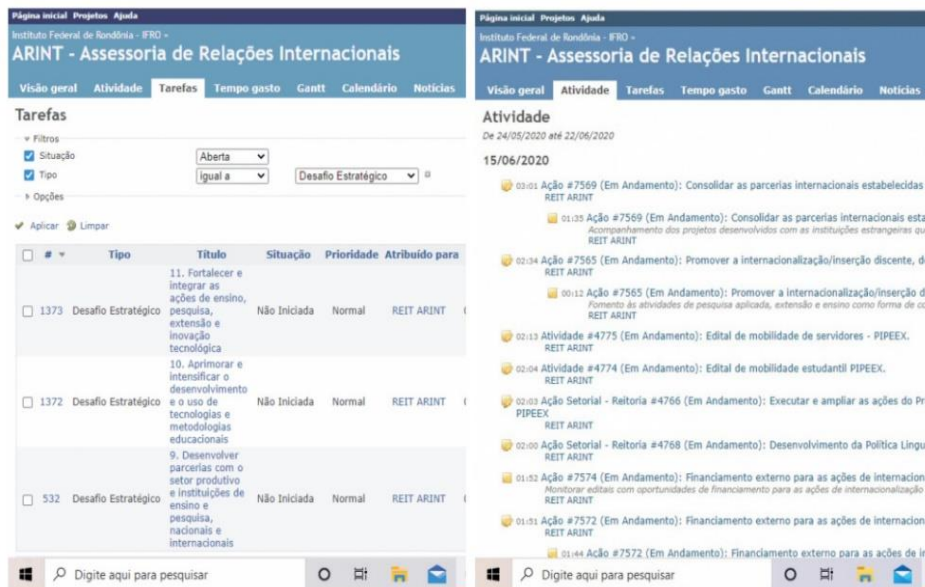 Página inicial Projetos Ajuda
Instituto Federal de Rondônia - IFRO »
ARINT - Assessoria de Relações Internacionais
Visão geral Atividade Tarefas Tempo gasto Gantt Calendário Notícias
Tarefas
Filtros
Situação Aberta
Tipo igual a Desafio Estratégico
Opções
Aplicar Limpar
# Tipo Título Situação Prioridade Atribuído para
11. Fortalecer e
integrar as
ações de ensino,
1373 Desafio Estratégico pesquisa, Não Iniciada Normal REIT ARINT
extensão e
inovação
tecnológica
10. Aprimorar e
intensificar o
desenvolvimento
1372 Desafio Estratégico e o uso de Não Iniciada Normal REIT ARINT
tecnologias e
metodologias
educacionais
9. Desenvolver
parcerias com o
setor produtivo
532 Desafio Estratégico e instituições de Não Iniciada Normal REIT ARINT
ensino e
pesquisa,
nacionais e
internacionais
Digite aqui para pesquisar
Página inicial Projetos Ajuda
Instituto Federal de Rondônia - IFRO »
ARINT - Assessoria de Relações Internacionais
Visão geral Atividade Tarefas Tempo gasto Gantt Calendário Notícias
Atividade
De 24/05/2020 até 22/06/2020
15/06/2020
03:01 Ação #7569 (Em Andamento): Consolidar as parcerias internacionais estabelecidas
REIT ARINT
01:35 Ação #7569 (Em Andamento): Consolidar as parcerias internacionais esta
Acompanhamento dos projetos desenvolvidos com as instituições estrangeiras qu
REIT ARINT
02:34 Ação #7565 (Em Andamento): Promover a internacionalização/inserção discente, d
REIT ARINT
00:12 Ação #7565 (Em Andamento): Promover a internacionalização/inserção d
Fomento às atividades de pesquisa aplicada, extensão e ensino como forma de co
REIT ARINT
02:13 Atividade #4775 (Em Andamento): Edital de mobilidade de servidores - PIPEEX.
REIT ARINT
02:04 Atividade #4774 (Em Andamento): Edital de mobilidade estudantil PIPEEX.
REIT ARINT
02:03 Ação Setorial - Reitoria #4766 (Em Andamento): Executar e ampliar as ações do Pr
PIPEEX
REIT ARINT
02:00 Ação Setorial - Reitoria #4768 (Em Andamento): Desenvolvimento da Política Lingu
REIT ARINT
01:52 Ação #7574 (Em Andamento): Financiamento externo para as ações de internacion
Monitorar editais com oportunidades de financiamento para as ações de internacionalização
REIT ARINT
01:51 Ação #7572 (Em Andamento): Financiamento externo para as ações de internacion
REIT ARINT
01:44 Ação #7572 (Em Andamento): Financiamento externo para as ações de in
Digite aqui para pesquisar